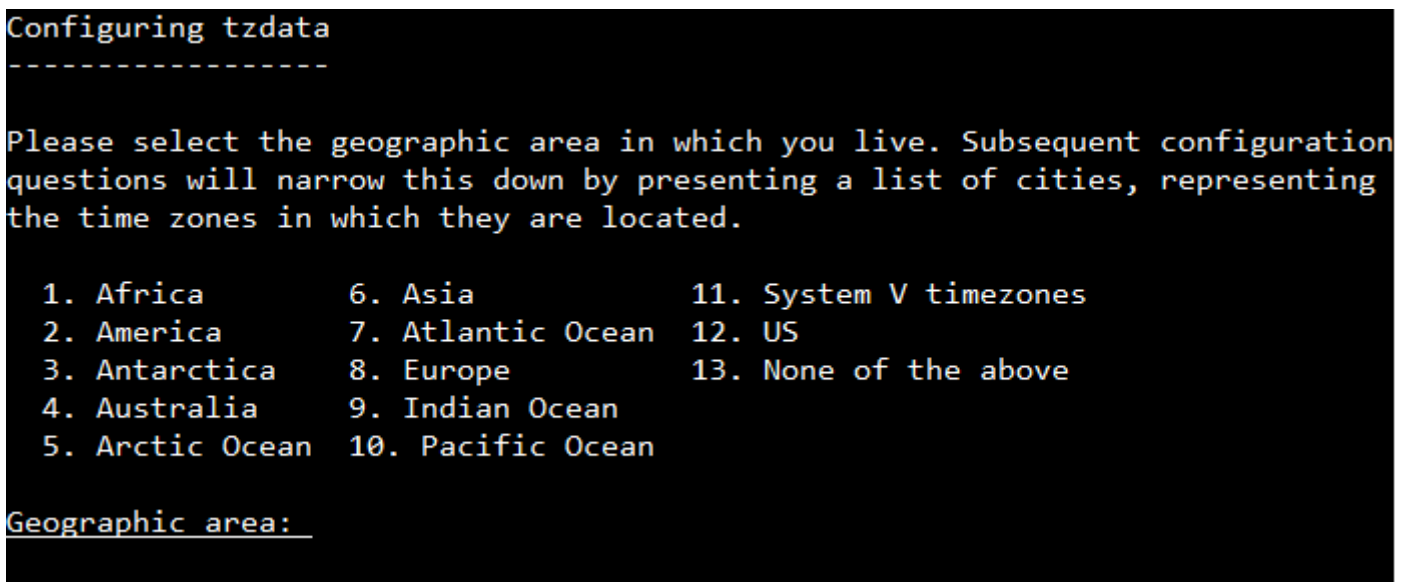 Configuring tzdata
------------------
Please select the geographic area in which you live. Subsequent configuration
questions will narrow this down by presenting a list of cities, representing
the time zones in which they are located.
1. Africa 6. Asia 11. System V timezones
2. America 7. Atlantic Ocean 12. US
3. Antarctica 8. Europe 13. None of the above
4. Australia 9. Indian Ocean
5. Arctic Ocean 10. Pacific Ocean
Geographic area: